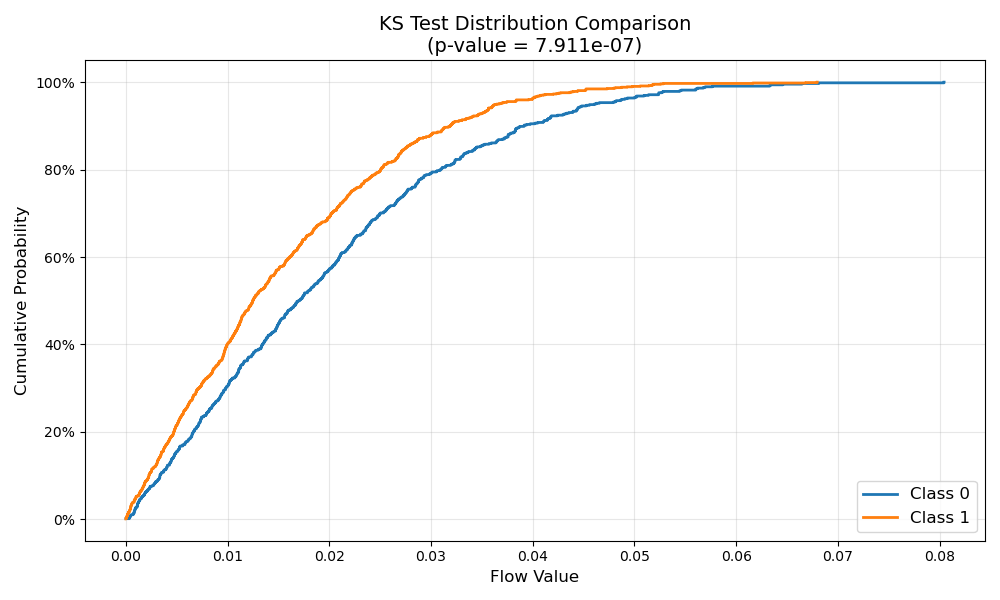 KS Test Distribution Comparison
(p-value = 7.911e-07)
Cumulative Probability
100%
80%
60%
40%
20%
0%
0.00 0.01 0.02 0.03 0.04 0.05 0.06 0.07 0.08
Flow Value
Class 0
Class 1